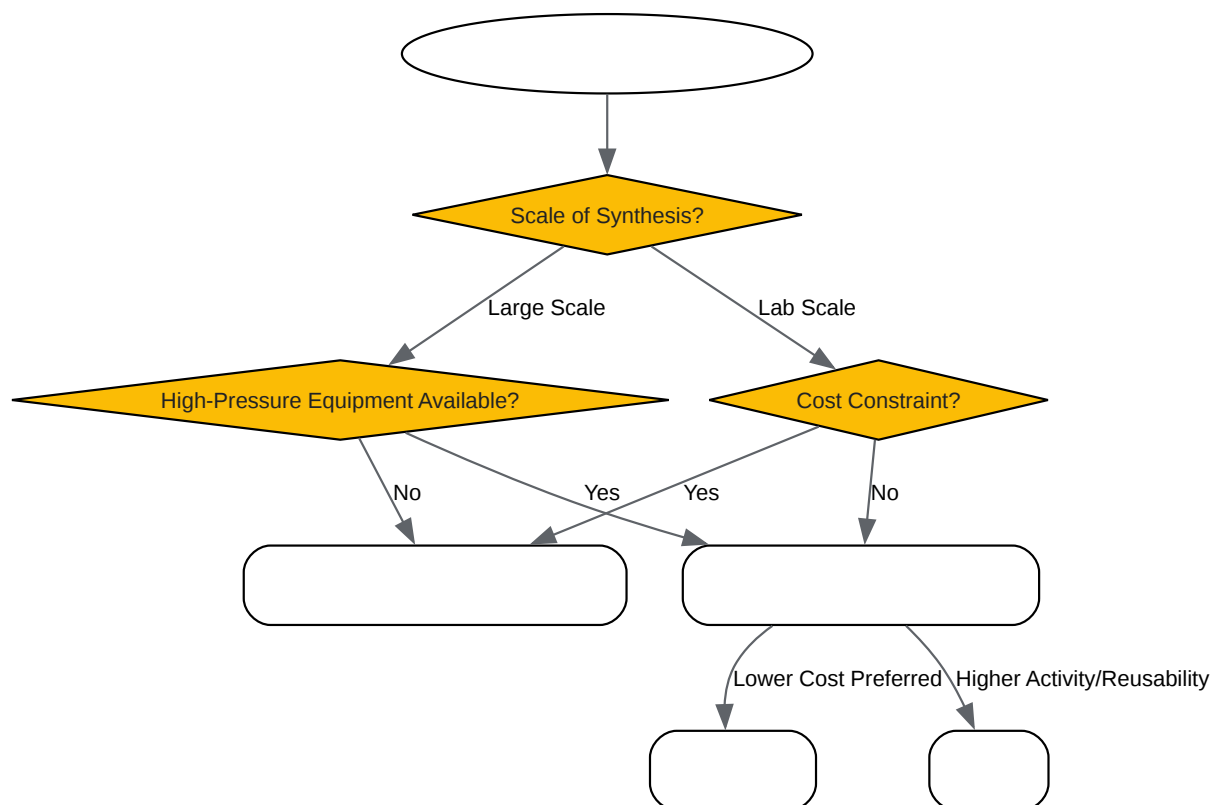 Scale of Synthesis?
Large Scale
Lab Scale
High-Pressure Equipment Available?
Cost Constraint?
No
Yes
Yes
No
Lower Cost Preferred
Higher Activity/Reusability